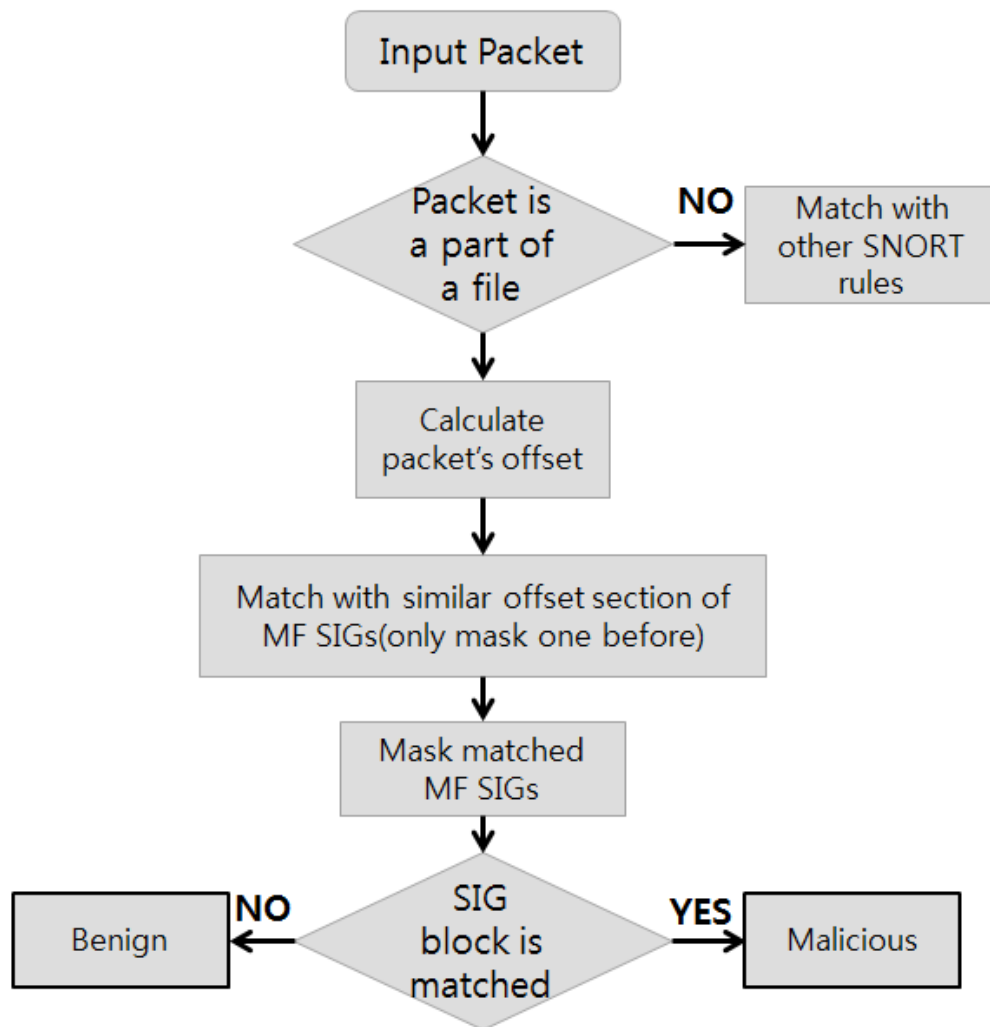 Input Packet
Packet is
a part of
a file
NO
Match with
other SNORT
rules
Calculate
packet's offset
Match with similar offset section of
MF SIGs(only mask one before)
Mask matched
MF SIGs
SIG
block is
matched
NO
Benign
YES
Malicious